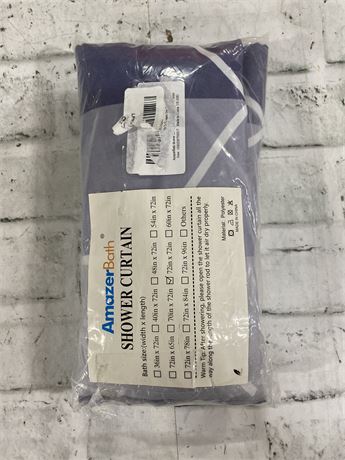 AmazerBath®
SHOWER CURTAIN
Bath size:(width x length)
36in x 72in 40in x 72in 48in x 72in 54in x 72in
72in x 65in 70in x 72in 72in x 72in 60in x 72in
72in x 78in 72in x 84in 72in x 96in Others
Warm Tip:After showering, please open the shower curtain all the
way along the length of the shower rod to let it air dry properly.
Material: Polyester